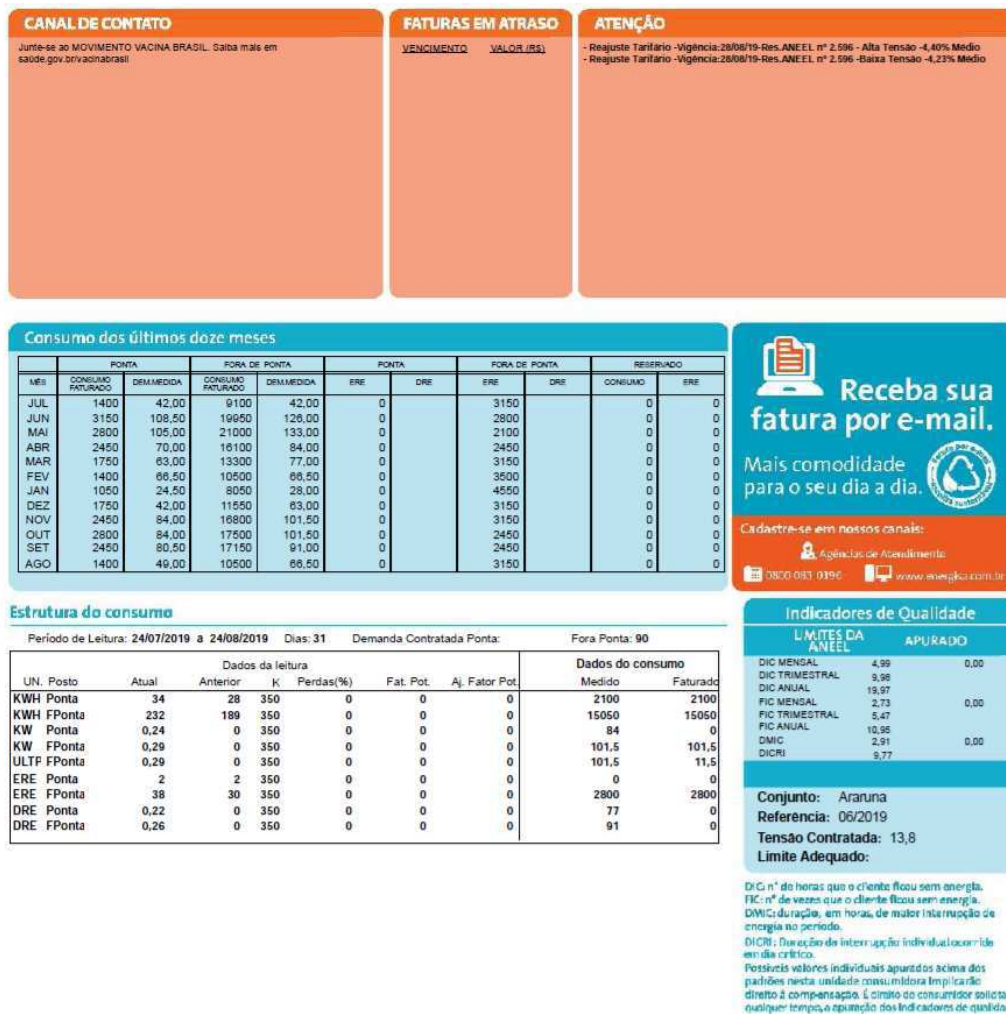 CANAL DE CONTATO
Junte-se ao MOVIMENTO VACINA BRASIL. Saiba mais em
saúde.gov.br/vacinabrasil
FATURAS EM ATRASO
VENCIMENTO VALOR (R$)
ATENÇÃO
- Reajuste Tarifário -Vigência:28/08/19-Res.ANEEL nº 2.596 - Alta Tensão -4,40% Médio
- Reajuste Tarifário -Vigência:28/08/19-Res.ANEEL nº 2.596 -Baixa Tensão -4,23% Médio
Consumo dos últimos doze meses
PONTA FORA DE PONTA PONTA FORA DE PONTA RESERVADO
MÊS CONSUMO FATURADO DEM.MEDIDA CONSUMO FATURADO DEM.MEDIDA ERE DRE ERE DRE CONSUMO ERE
JUL 1400 42,00 9100 42,00 0 3150 0 0
JUN 3150 108,50 19950 126,00 0 2800 0 0
MAI 2800 105,00 21000 133,00 0 2100 0 0
ABR 2450 70,00 16100 84,00 0 2450 0 0
MAR 1750 63,00 13300 77,00 0 3150 0 0
FEV 1400 66,50 10500 66,50 0 3500 0 0
JAN 1050 24,50 8050 28,00 0 4550 0 0
DEZ 1750 42,00 11550 63,00 0 3150 0 0
NOV 2450 84,00 16800 101,50 0 3150 0 0
OUT 2800 84,00 17500 101,50 0 2450 0 0
SET 2450 80,50 17150 91,00 0 2450 0 0
AGO 1400 49,00 10500 66,50 0 3150 0 0
Receba sua
fatura por e-mail.
Mais comodidade
para o seu dia a dia.
Cadastre-se em nossos canais:
Agências de Atendimento
0800 083 0196 www.energisa.com.br
Estrutura do consumo
Período de Leitura: 24/07/2019 a 24/08/2019 Dias: 31 Demanda Contratada Ponta: Fora Ponta: 90
Dados da leitura Dados do consumo
UN. Posto Atual Anterior K Perdas(%) Fat. Pot. Aj. Fator Pot. Medido Faturado
KWH Ponta 34 28 350 0 0 0 2100 2100
KWH FPonta 232 189 350 0 0 0 15050 15050
KW Ponta 0,24 0 350 0 0 0 84 0
KW FPonta 0,29 0 350 0 0 0 101,5 101,5
ULTP FPonta 0,29 0 350 0 0 0 101,5 11,5
ERE Ponta 2 2 350 0 0 0 0 0
ERE FPonta 38 30 350 0 0 0 2800 2800
DRE Ponta 0,22 0 350 0 0 0 77 0
DRE FPonta 0,26 0 350 0 0 0 91 0
Indicadores de Qualidade
LIMITES DA ANEEL APURADO
DIC MENSAL 4,99 0,00
DIC TRIMESTRAL 9,98
DIC ANUAL 19,97
FIC MENSAL 2,73 0,00
FIC TRIMESTRAL 5,47
FIC ANUAL 10,95
DMIC 2,91 0,00
DICRI 9,77
Conjunto: Araruna
Referência: 06/2019
Tensão Contratada: 13,8
Limite Adequado:
DIC: n° de horas que o cliente ficou sem energia.
FIC: n° de vezes que o cliente ficou sem energia.
DMIC: duração, em horas, de maior interrupção de
energia no período.
DICRI: Duração da interrupção individual ocorrida
em dia crítico.
Possíveis valores individuais apurados acima dos
padrões nesta unidade consumidora implicarão
direito à compensação. É direito do consumidor solicita
qualquer tempo, a apuração dos indicadores de qualida